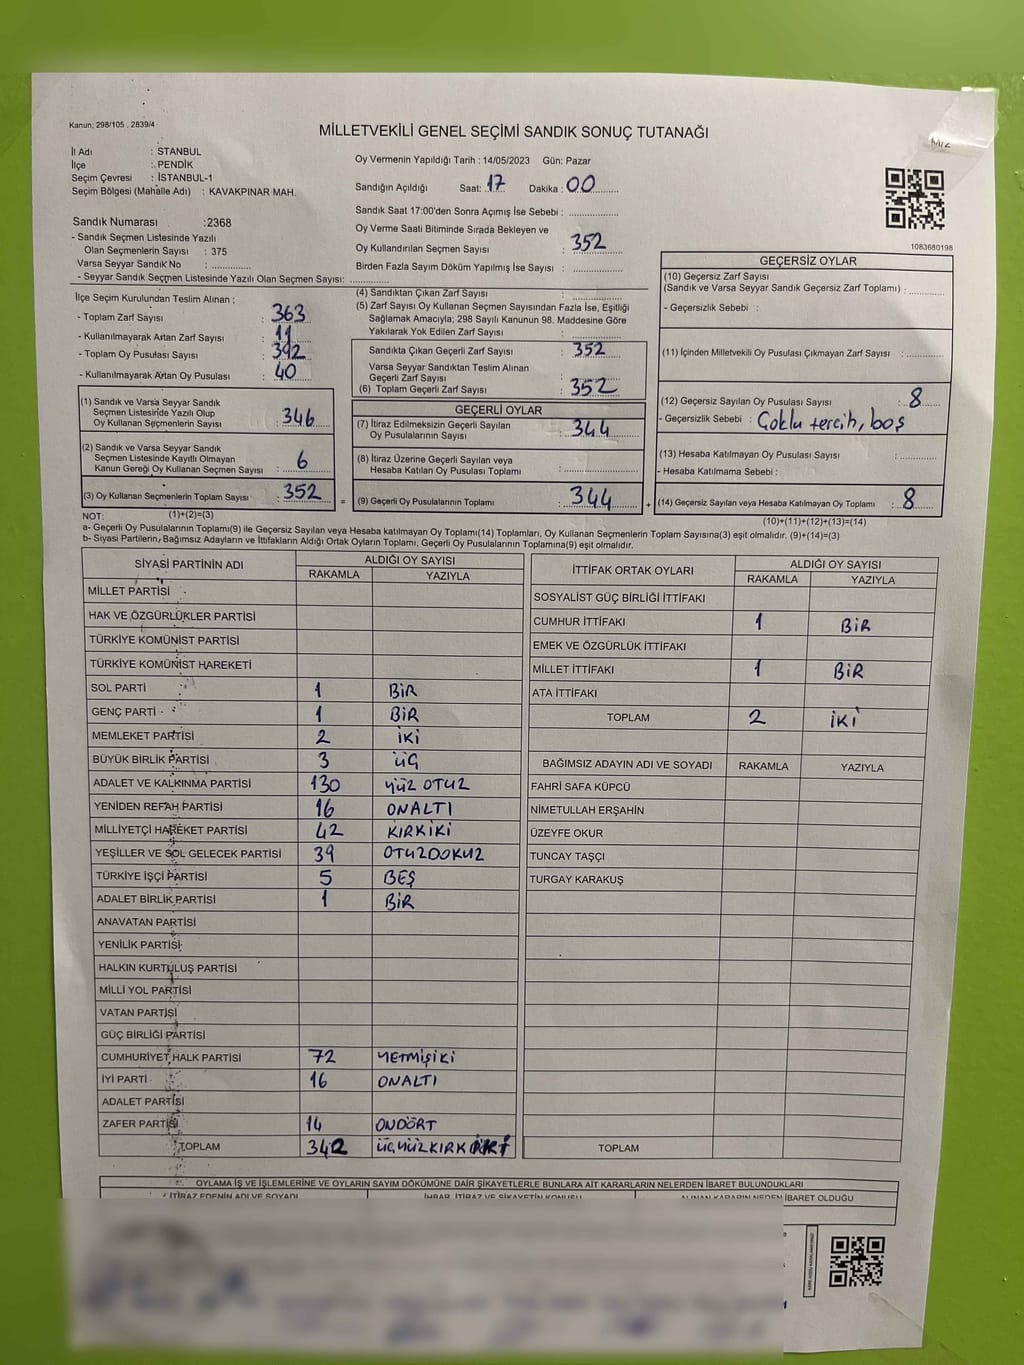 Kanun; 298/105 , 2839/4
MİLLETVEKİLİ GENEL SEÇİMİ SANDIK SONUÇ TUTANAĞI
İl Adı : STANBUL
İlçe : PENDİK
Seçim Çevresi : İSTANBUL-1
Seçim Bölgesi (Mahalle Adı) : KAVAKPINAR MAH.
Sandık Numarası :2368
- Sandık Seçmen Listesinde Yazılı
Olan Seçmenlerin Sayısı : 375
Varsa Seyyar Sandık No : ..............
- Seyyar Sandık Seçmen Listesinde Yazılı Olan Seçmen Sayısı: ..............
Oy Vermenin Yapıldığı Tarih : 14/05/2023 Gün: Pazar
Sandığın Açıldığı Saat: 17 Dakika : 00
Sandık Saat 17:00'den Sonra Açımış İse Sebebi : ..............
Oy Verme Saati Bitiminde Sırada Bekleyen ve
Oy Kullandırılan Seçmen Sayısı : 352
Birden Fazla Sayım Döküm Yapılmış İse Sayısı : ..............
M/2
1083680198
İlçe Seçim Kurulundan Teslim Alınan ;
- Toplam Zarf Sayısı : 363
- Kullanılmayarak Artan Zarf Sayısı : 11
- Toplam Oy Pusulası Sayısı : 392
- Kullanılmayarak Artan Oy Pusulası : 40
(1) Sandık ve Varsa Seyyar Sandık
Seçmen Listesinde Yazılı Olup
Oy Kullanan Seçmenlerin Sayısı : 346
(2) Sandık ve Varsa Seyyar Sandık
Seçmen Listesinde Kayıtlı Olmayan
Kanun Gereği Oy Kullanan Seçmen Sayısı : 6
(3) Oy Kullanan Seçmenlerin Toplam Sayısı : 352
(1)+(2)=(3)
(4) Sandıktan Çıkan Zarf Sayısı : ..............
(5) Zarf Sayısı Oy Kullanan Seçmen Sayısından Fazla İse, Eşitliği
Sağlamak Amacıyla; 298 Sayılı Kanunun 98. Maddesine Göre
Yakılarak Yok Edilen Zarf Sayısı : ..............
Sandıkta Çıkan Geçerli Zarf Sayısı : 352
Varsa Seyyar Sandıktan Teslim Alınan
Geçerli Zarf Sayısı : ..............
(6) Toplam Geçerli Zarf Sayısı : 352
GEÇERLİ OYLAR
(7) İtiraz Edilmeksizin Geçerli Sayılan
Oy Pusulalarının Sayısı : 344
(8) İtiraz Üzerine Geçerli Sayılan veya
Hesaba Katılan Oy Pusulası Toplamı : ..............
= (9) Geçerli Oy Pusulalarının Toplamı : 344 +
GEÇERSİZ OYLAR
(10) Geçersiz Zarf Sayısı
(Sandık ve Varsa Seyyar Sandık Geçersiz Zarf Toplamı) : ..............
- Geçersizlik Sebebi :
(11) İçinden Milletvekili Oy Pusulası Çıkmayan Zarf Sayısı : ..............
(12) Geçersiz Sayılan Oy Pusulası Sayısı : 8
- Geçersizlik Sebebi : Çoklu tercih, boş
(13) Hesaba Katılmayan Oy Pusulası Sayısı : ..............
- Hesaba Katılmama Sebebi :
(14) Geçersiz Sayılan veya Hesaba Katılmayan Oy Toplamı : 8
(10)+(11)+(12)+(13)=(14)
NOT:
a- Geçerli Oy Pusulalarının Toplamı(9) ile Geçersiz Sayılan veya Hesaba katılmayan Oy Toplamı(14) Toplamları, Oy Kullanan Seçmenlerin Toplam Sayısına(3) eşit olmalıdır. (9)+(14)=(3)
b- Siyasi Partilerin, Bağımsız Adayların ve İttifakların Aldığı Ortak Oyların Toplamı, Geçerli Oy Pusulalarının Toplamına(9) eşit olmalıdır.
SİYASİ PARTİNİN ADI ALDIĞI OY SAYISI
RAKAMLA YAZIYLA
MİLLET PARTİSİ
HAK VE ÖZGÜRLÜKLER PARTİSİ
TÜRKİYE KOMÜNİST PARTİSİ
TÜRKİYE KOMÜNİST HAREKETİ
SOL PARTİ 1 BİR
GENÇ PARTİ 1 BİR
MEMLEKET PARTİSİ 2 İKİ
BÜYÜK BİRLİK PARTİSİ 3 ÜÇ
ADALET VE KALKINMA PARTİSİ 130 YÜZ OTUZ
YENİDEN REFAH PARTİSİ 16 ONALTI
MİLLİYETÇİ HAREKET PARTİSİ 42 KIRKİKİ
YEŞİLLER VE SOL GELECEK PARTİSİ 39 OTUZDOKUZ
TÜRKİYE İŞÇİ PARTİSİ 5 BEŞ
ADALET BİRLİK PARTİSİ 1 BİR
ANAVATAN PARTİSİ
YENİLİK PARTİSİ
HALKIN KURTULUŞ PARTİSİ
MİLLİ YOL PARTİSİ
VATAN PARTİSİ
GÜÇ BİRLİĞİ PARTİSİ
CUMHURİYET HALK PARTİSİ 72 YETMİŞİKİ
İYİ PARTİ 16 ONALTI
ADALET PARTİSİ
ZAFER PARTİSİ 14 ONDÖRT
TOPLAM 342 ÜÇYÜZKIRKİKİ
İTTİFAK ORTAK OYLARI ALDIĞI OY SAYISI
RAKAMLA YAZIYLA
SOSYALİST GÜÇ BİRLİĞİ İTTİFAKI
CUMHUR İTTİFAKI 1 BİR
EMEK VE ÖZGÜRLÜK İTTİFAKI
MİLLET İTTİFAKI 1 BİR
ATA İTTİFAKI
TOPLAM 2 İKİ
BAĞIMSIZ ADAYIN ADI VE SOYADI RAKAMLA YAZIYLA
FAHRİ SAFA KÜPCÜ
NİMETULLAH ERŞAHİN
ÜZEYFE OKUR
TUNCAY TAŞÇI
TURGAY KARAKUŞ
TOPLAM
OYLAMA İŞ VE İŞLEMLERİNE VE OYLARIN SAYIM DÖKÜMÜNE DAİR ŞİKAYETLERLE BUNLARA AİT KARARLARIN NELERDEN İBARET BULUNDUKLARI
İTİRAZ EDENİN ADI VE SOYADI İHBAR, İTİRAZ VE ŞİKAYETİN KONUSU ALINAN KARARIN NEDEN İBARET OLDUĞU